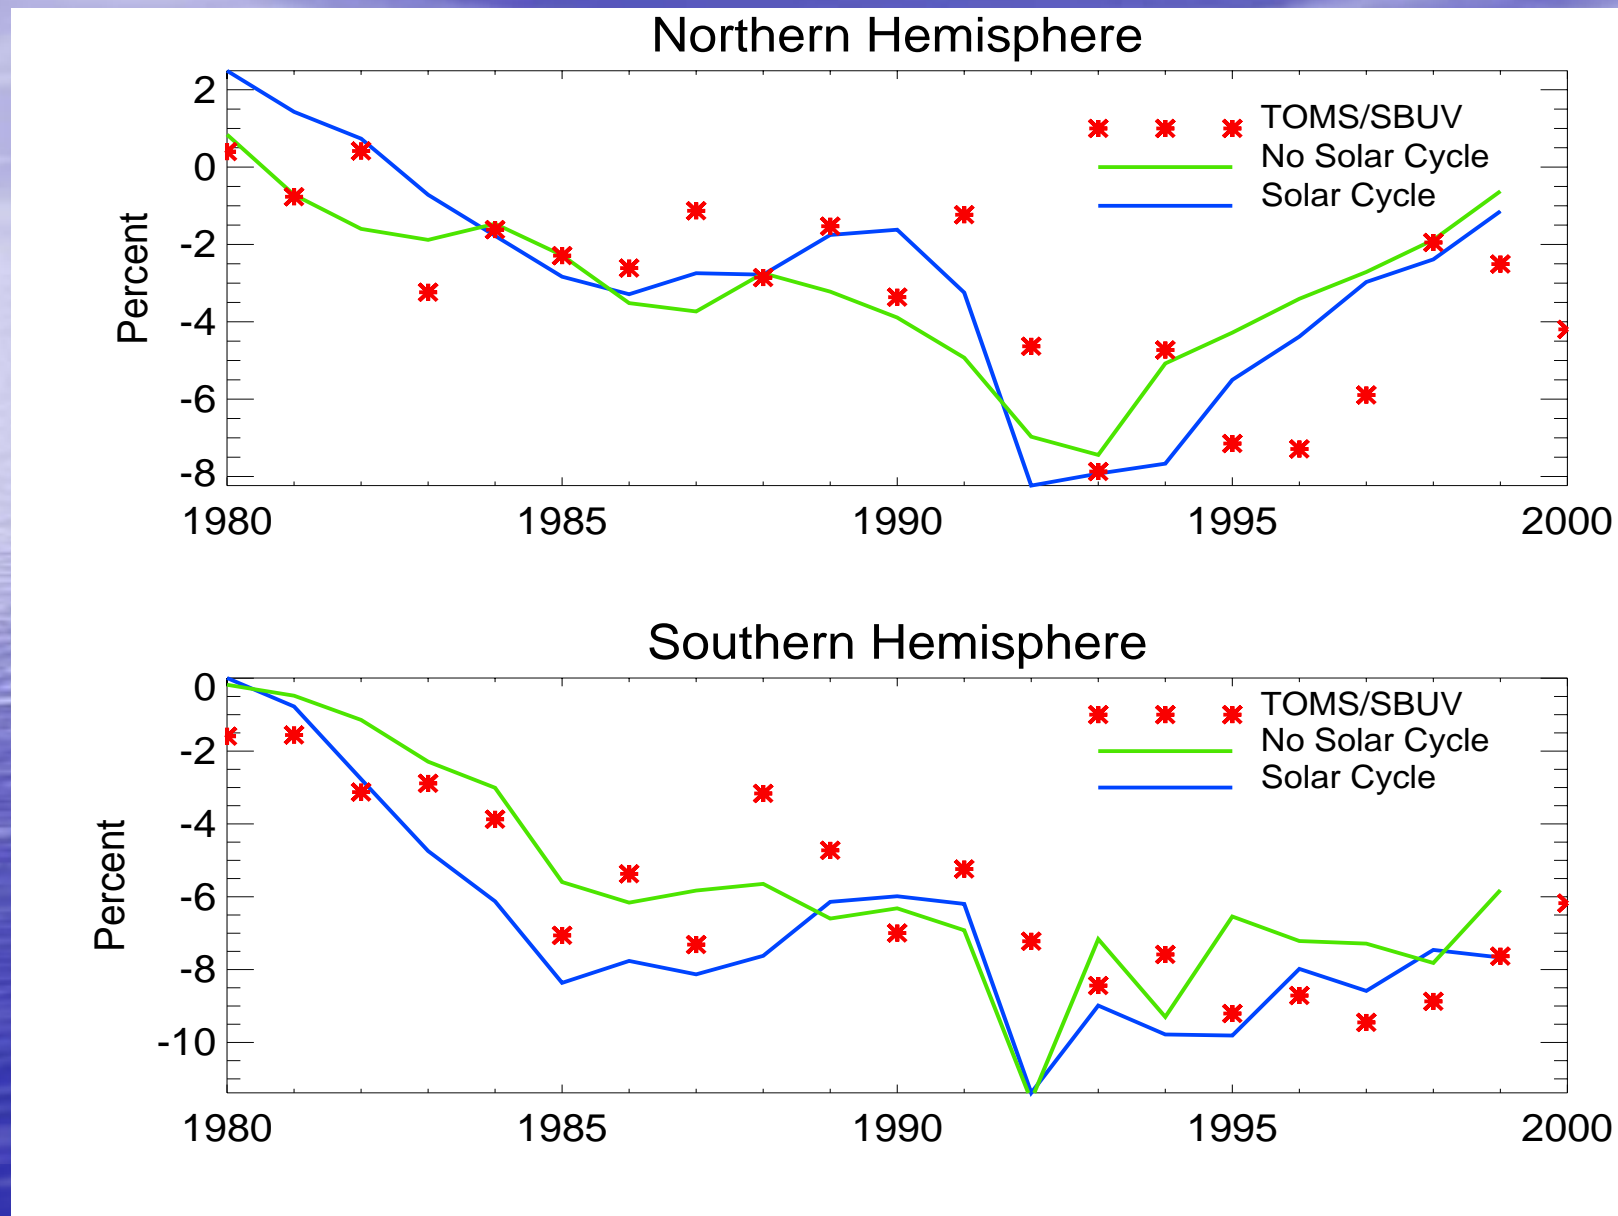 Northern Hemisphere
Percent
2
0
-2
-4
-6
-8
TOMS/SBUV
No Solar Cycle
Solar Cycle
1980 1985 1990 1995 2000
Southern Hemisphere
Percent
0
-2
-4
-6
-8
-10
TOMS/SBUV
No Solar Cycle
Solar Cycle
1980 1985 1990 1995 2000